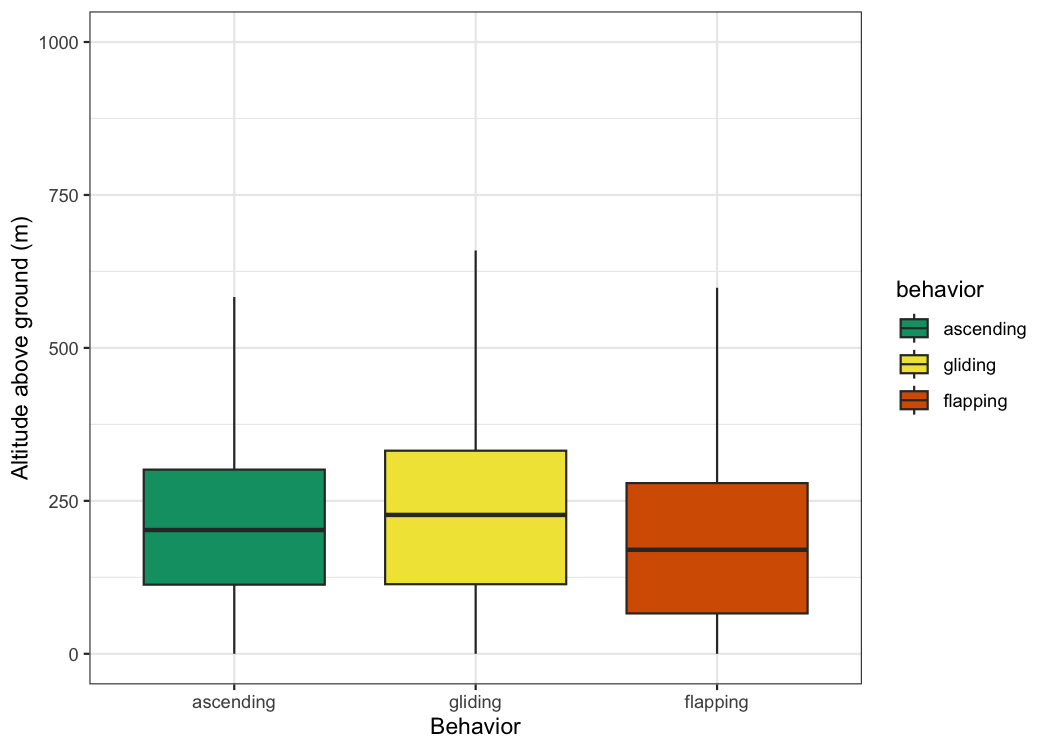 Altitude above ground (m)
1000
750
500
250
0
ascending
gliding
flapping
Behavior
behavior
ascending
gliding
flapping